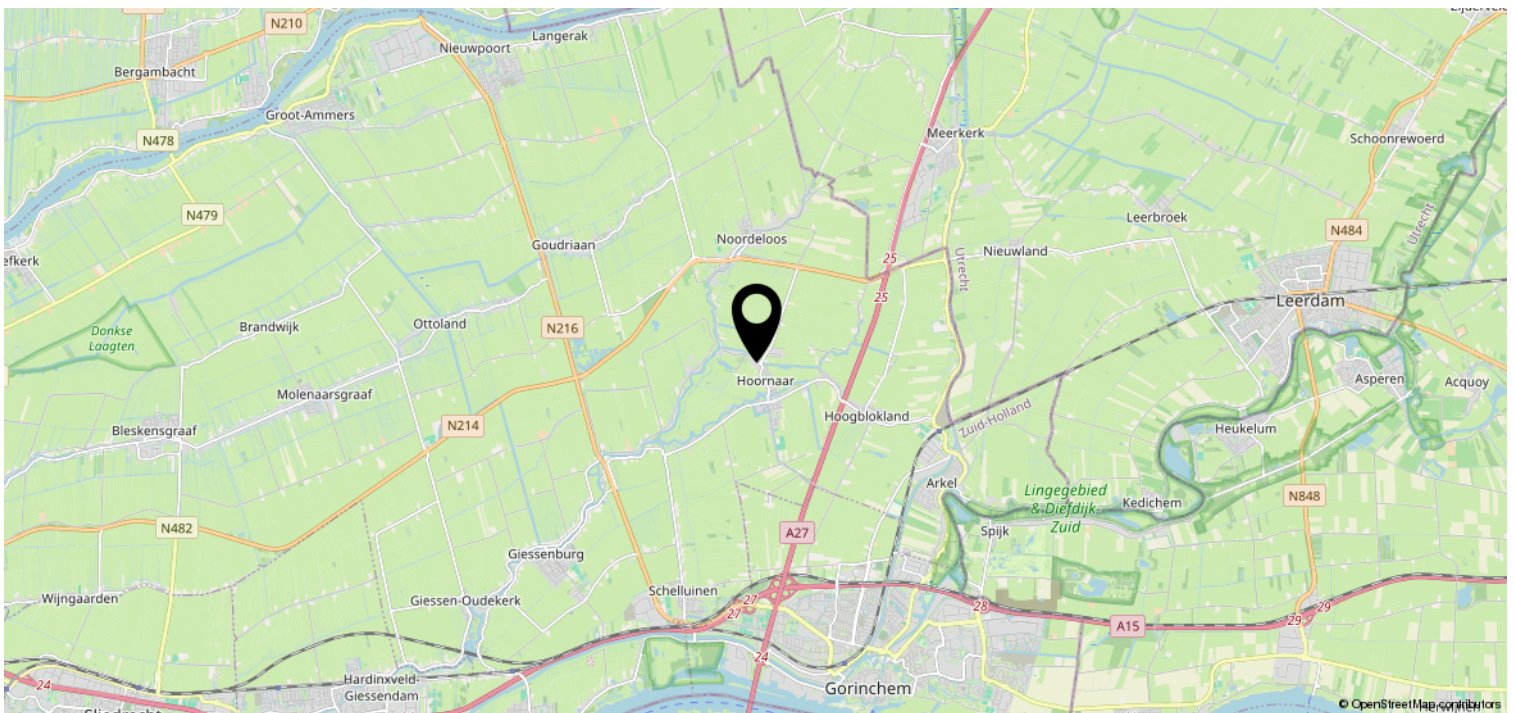 N210
Langerak
Nieuwpoort
Bergambacht
Groot-Ammers
N478
Meerkerk
Schoonrewoerd
N479
Leerbroek
Utrecht
N484
efkerk
Goudriaan
Noordeloos
25
Nieuwland
Utrecht
25
Leerdam
Donkse
Laagten
Brandwijk
Ottoland
N216
Hoornaar
Asperen
Acquoy
Molenaarsgraaf
Hoogblokland
Zuid-Holland
Bleskensgraaf
N214
Heukelum
Arkel
Lingegebied
& Diefdijk-
Zuid
Kedichem
N848
N482
A27
Spijk
Giessenburg
Schelluinen
Wijngaarden
Giessen-Oudekerk
27
27
28
A15
29
29
24
24
Hardinxveld-
Giessendam
Gorinchem
© OpenStreetMap contributors